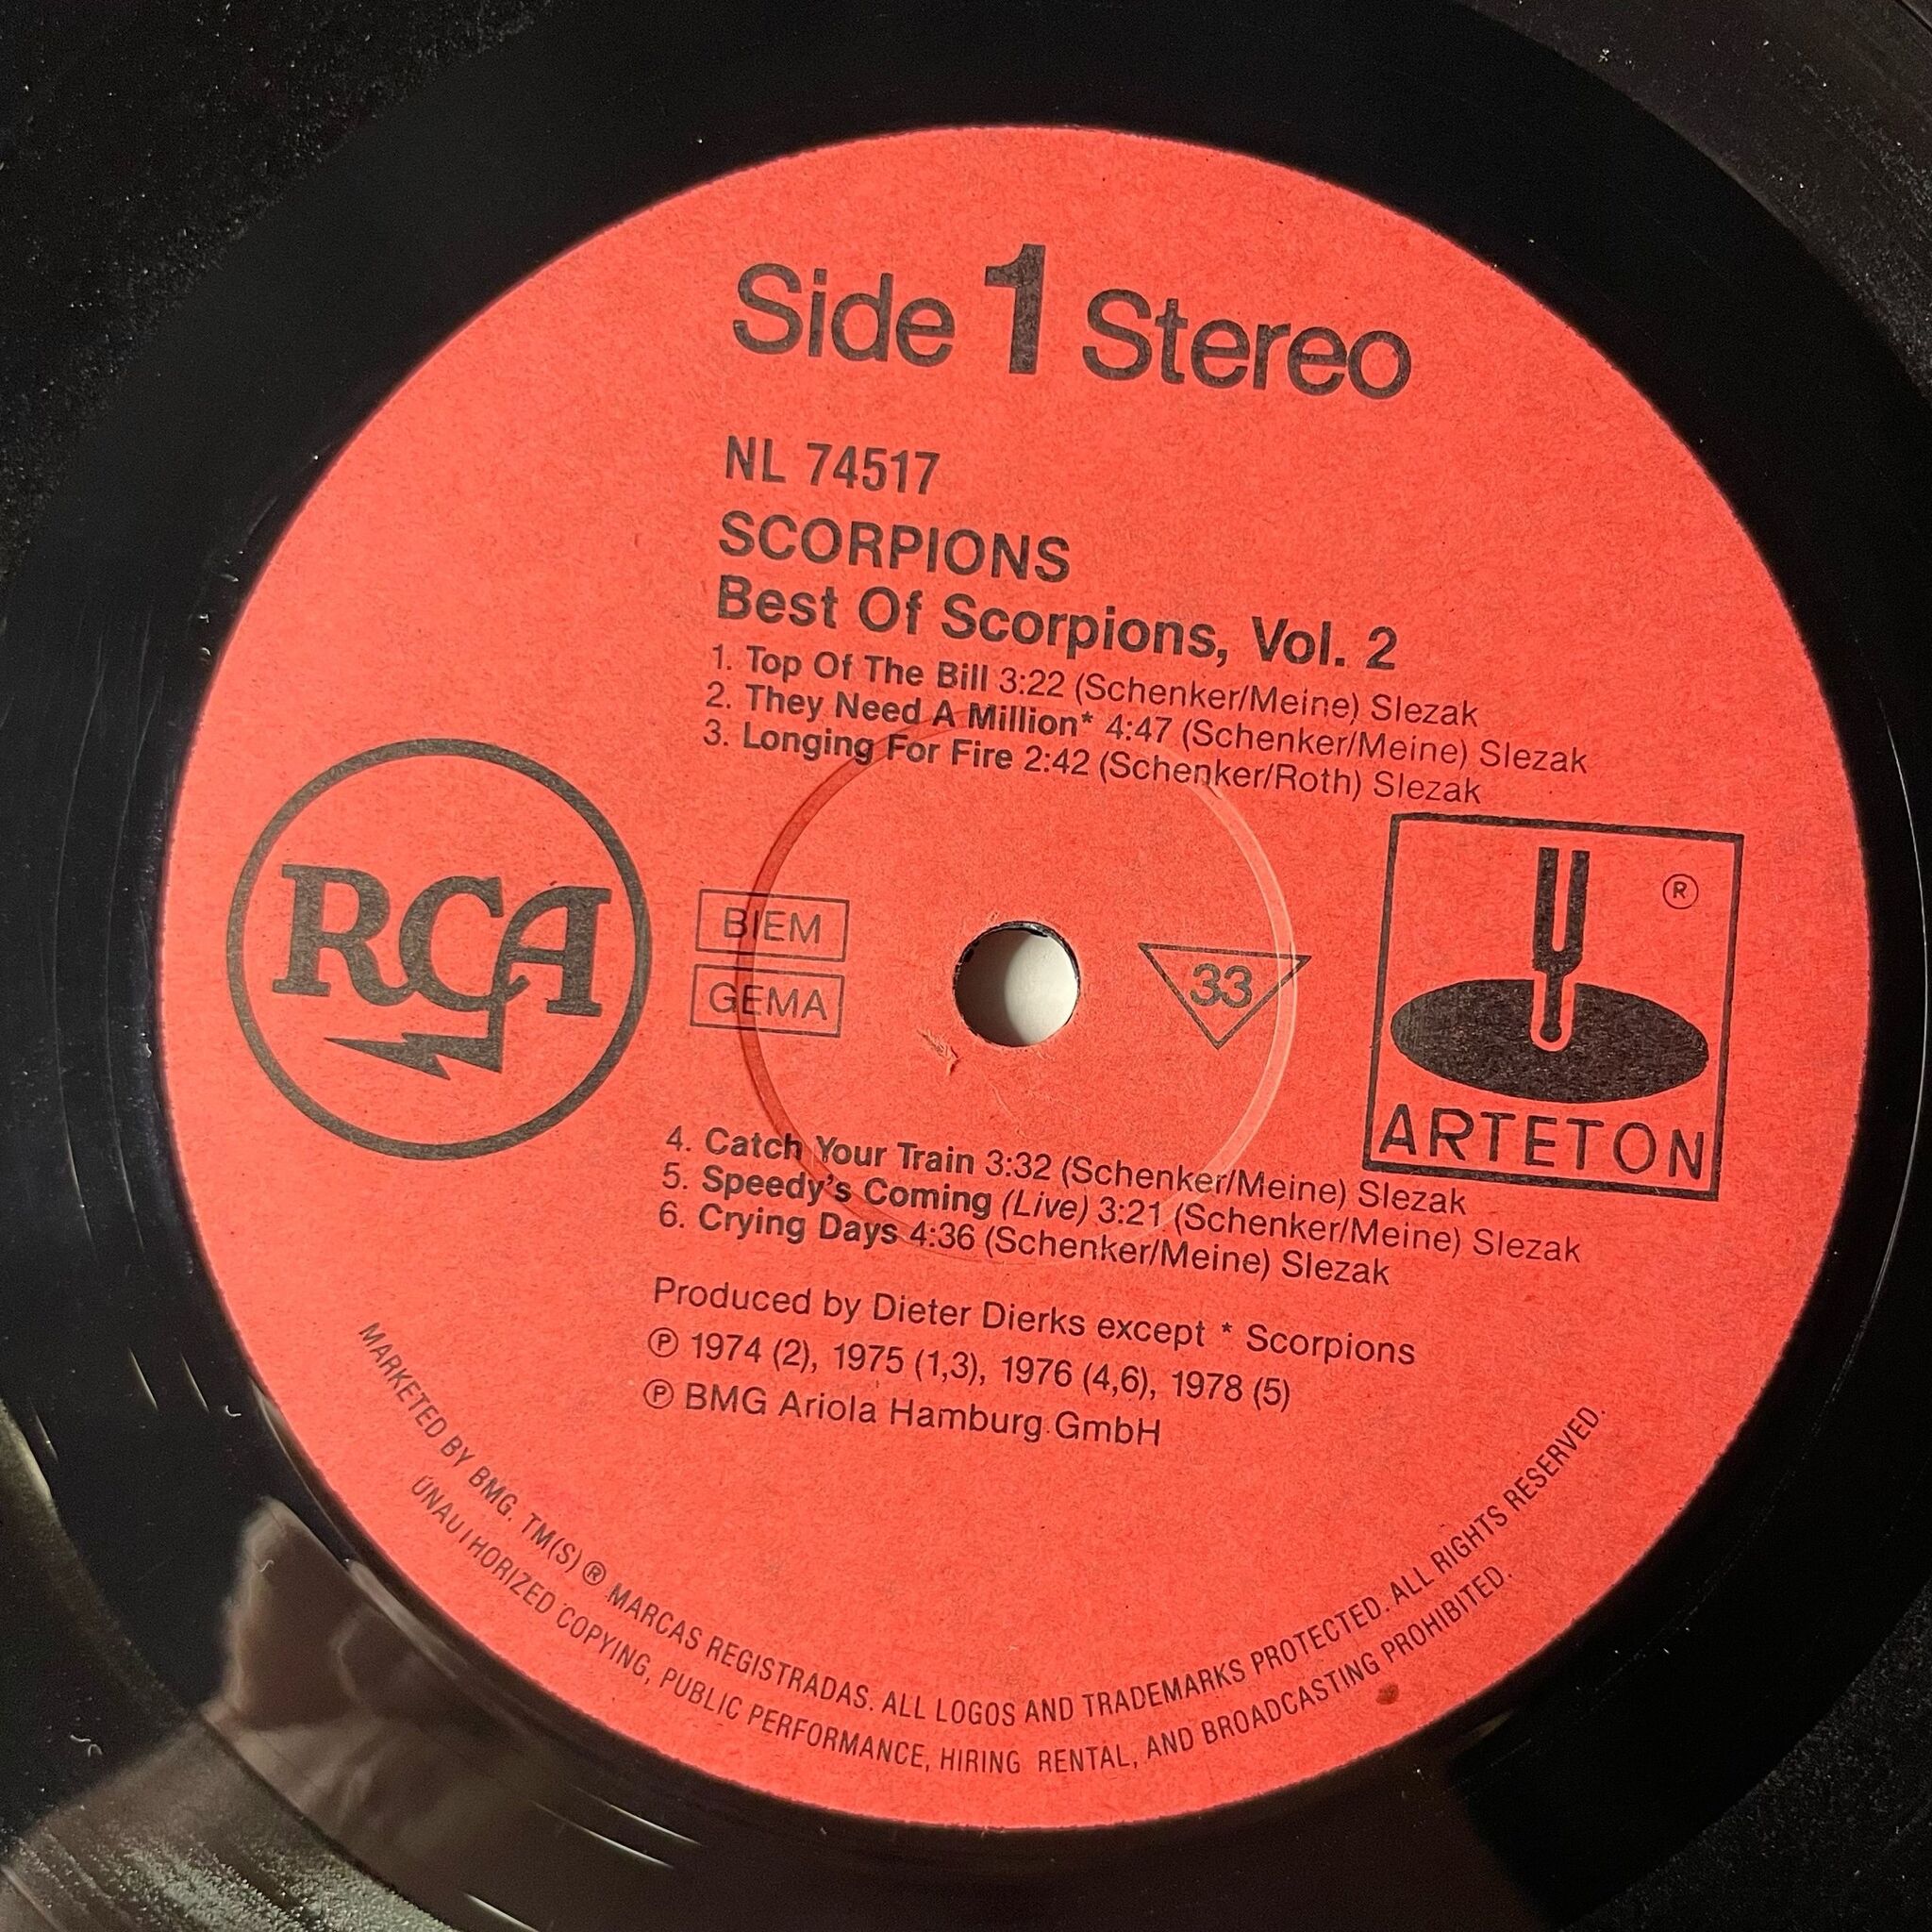 Side 1 Stereo
NL 74517
SCORPIONS
Best Of Scorpions, Vol. 2
1. Top Of The Bill 3:22 (Schenker/Meine) Slezak
2. They Need A Million* 4:47 (Schenker/Meine) Slezak
3. Longing For Fire 2:42 (Schenker/Roth) Slezak
RCA
BIEM
GEMA
33
®
ARTETON
4. Catch Your Train 3:32 (Schenker/Meine) Slezak
5. Speedy's Coming (Live) 3:21 (Schenker/Meine) Slezak
6. Crying Days 4:36 (Schenker/Meine) Slezak
Produced by Dieter Dierks except * Scorpions
℗ 1974 (2), 1975 (1,3), 1976 (4,6), 1978 (5)
℗ BMG Ariola Hamburg GmbH
MARKETED BY BMG. TM(S) ® MARCAS REGISTRADAS. ALL LOGOS AND TRADEMARKS PROTECTED. ALL RIGHTS RESERVED.
UNAUTHORIZED COPYING, PUBLIC PERFORMANCE, HIRING RENTAL, AND BROADCASTING PROHIBITED.